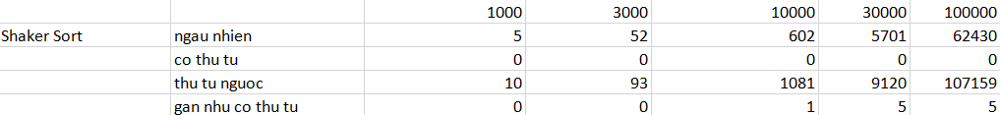 1000 3000 10000 30000 100000
Shaker Sort ngau nhien 5 52 602 5701 62430
co thu tu 0 0 0 0 0
thu tu nguoc 10 93 1081 9120 107159
gan nhu co thu tu 0 0 1 5 5